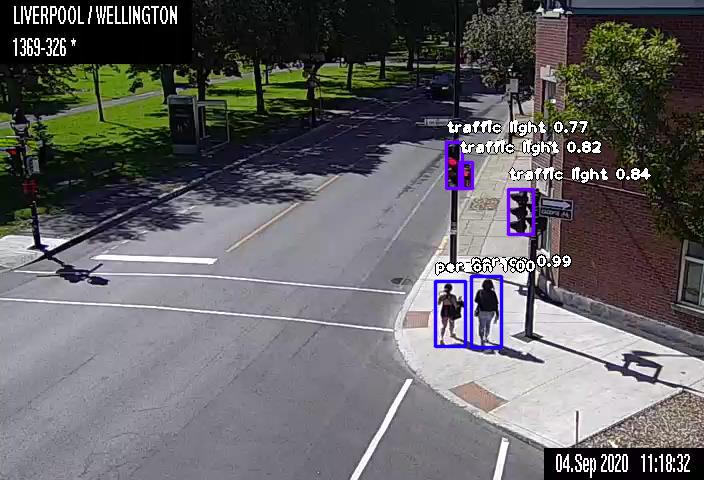 LIVERPOOL / WELLINGTON
1369-326 *
traffic light 0.77
traffic light 0.82
traffic light 0.84
0.99
04.Sep 2020 11:18:32